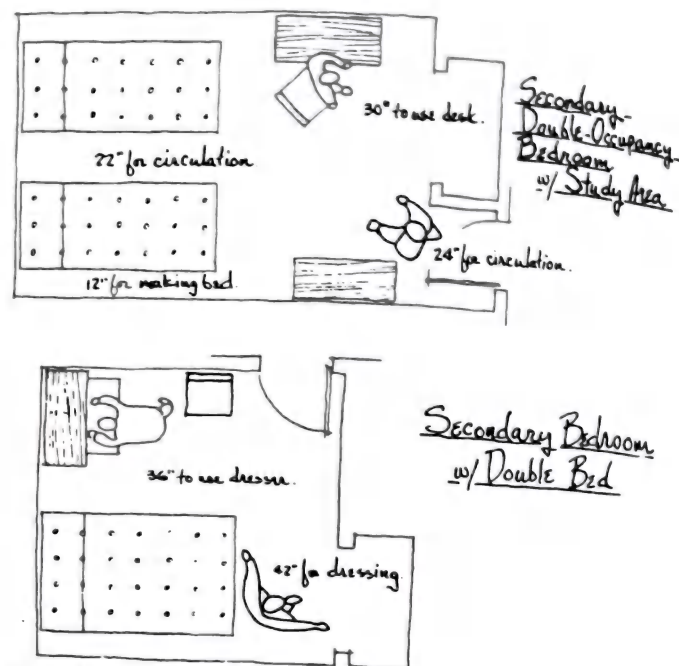 30" to use desk.
22" for circulation
24" for circulation.
12" for making bed.
Secondary
Double-Occupancy
Bedroom
w/ Study Area
36" to use dresser.
42" for dressing.
Secondary Bedroom
w/ Double Bed